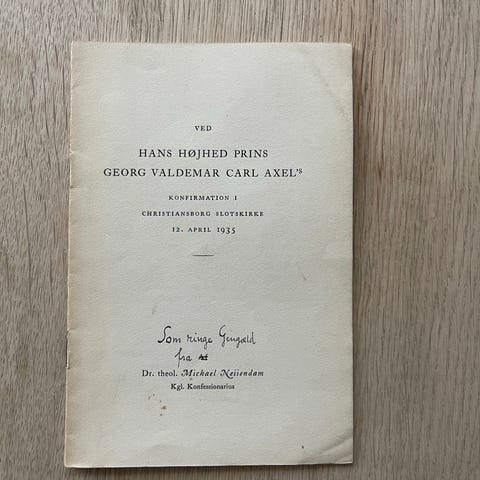 VED
HANS HØJHED PRINS
GEORG VALDEMAR CARL AXEL'S
KONFIRMATION I
CHRISTIANSBORG SLOTSKIRKE
12. APRIL 1935
Som ringe Gengæld
fra
Dr. theol. Michael Neiiendam
Kgl. Konfessionarius